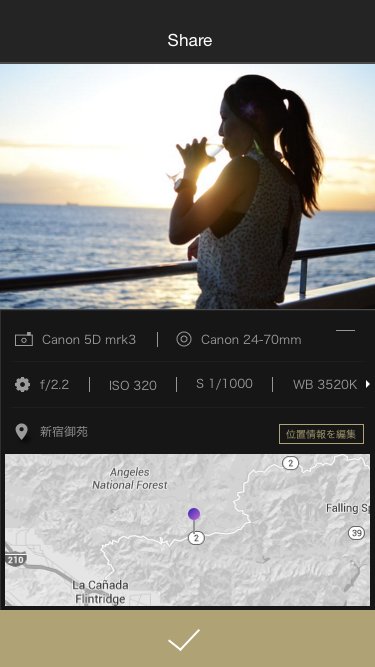 Share
Canon 5D mrk3
Canon 24-70mm
f/2.2
ISO 320
S 1/1000
WB 3520K
新宿御苑
位置情報を編集
2
Angeles
National Forest
Falling Sp
39
2
210
La Cañada
Flintridge